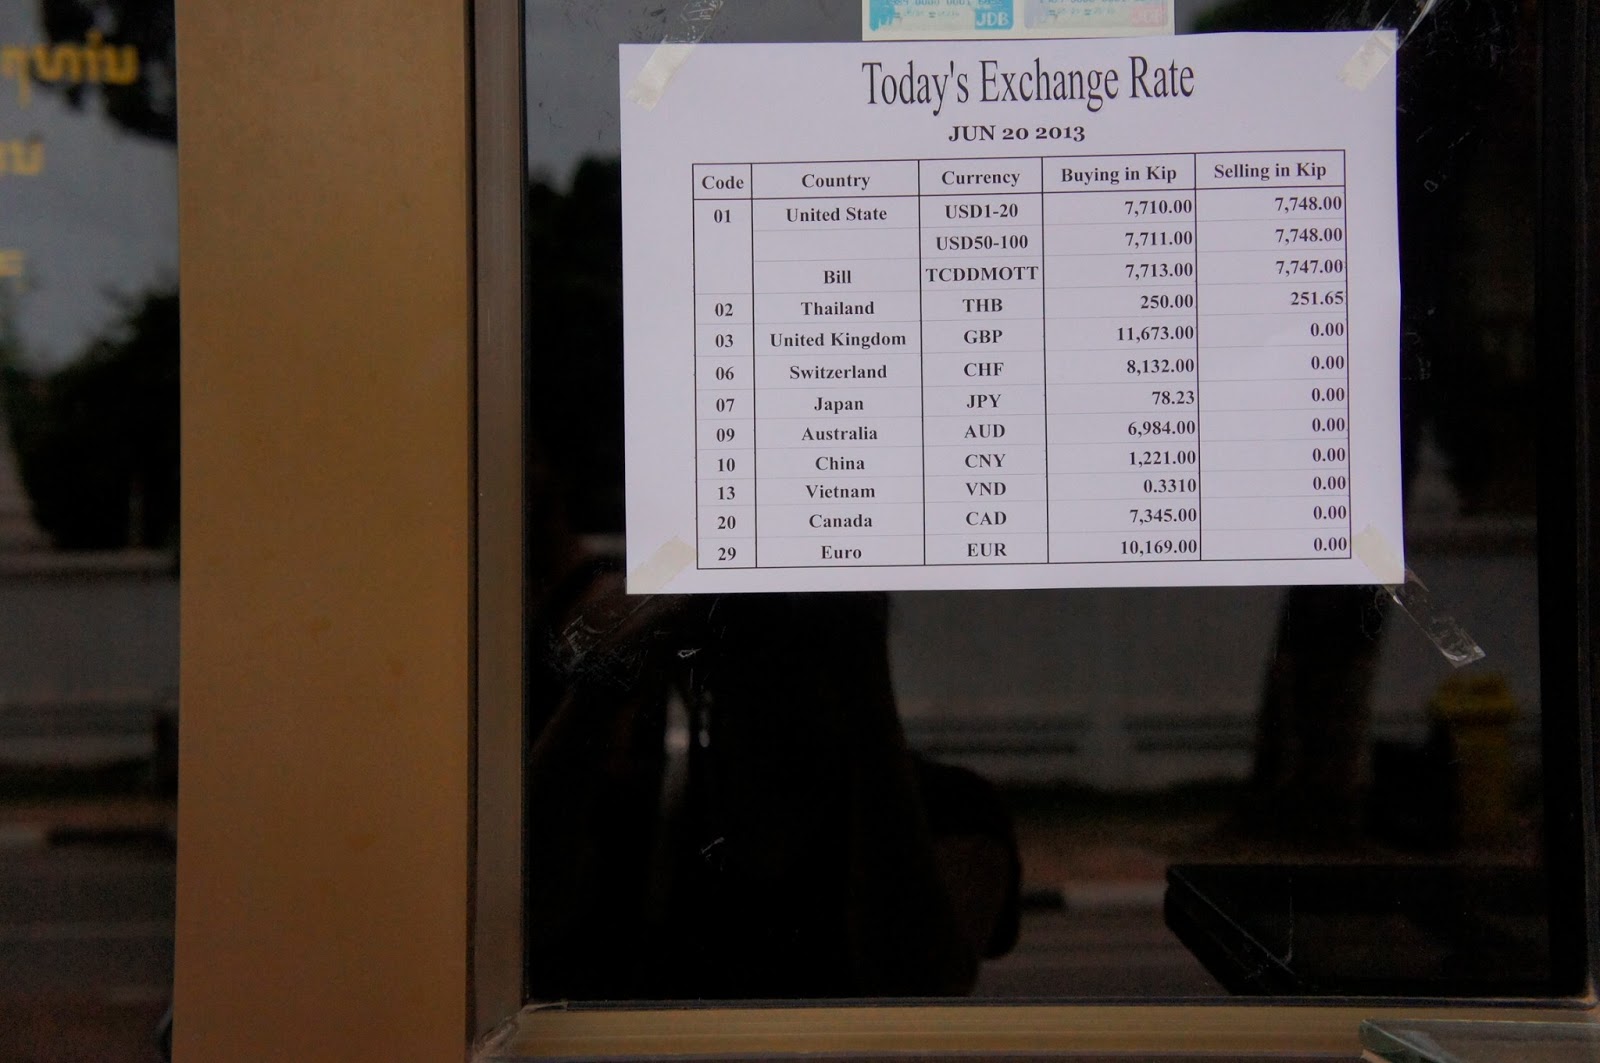 JDB
JDB
Today's Exchange Rate
JUN 20 2013
Code Country Currency Buying in Kip Selling in Kip
01 United State USD1-20 7,710.00 7,748.00
USD50-100 7,711.00 7,748.00
Bill TCDDMOTT 7,713.00 7,747.00
02 Thailand THB 250.00 251.65
03 United Kingdom GBP 11,673.00 0.00
06 Switzerland CHF 8,132.00 0.00
07 Japan JPY 78.23 0.00
09 Australia AUD 6,984.00 0.00
10 China CNY 1,221.00 0.00
13 Vietnam VND 0.3310 0.00
20 Canada CAD 7,345.00 0.00
29 Euro EUR 10,169.00 0.00